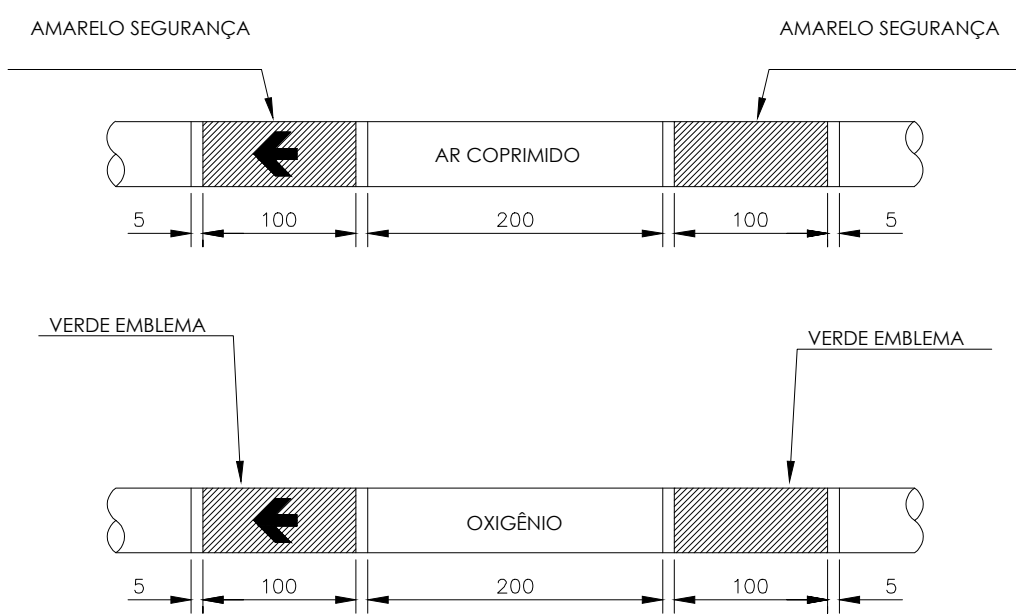 AMARELO SEGURANÇA
AMARELO SEGURANÇA
AR COPRIMIDO
5
100
200
100
5
VERDE EMBLEMA
VERDE EMBLEMA
OXIGÊNIO
5
100
200
100
5